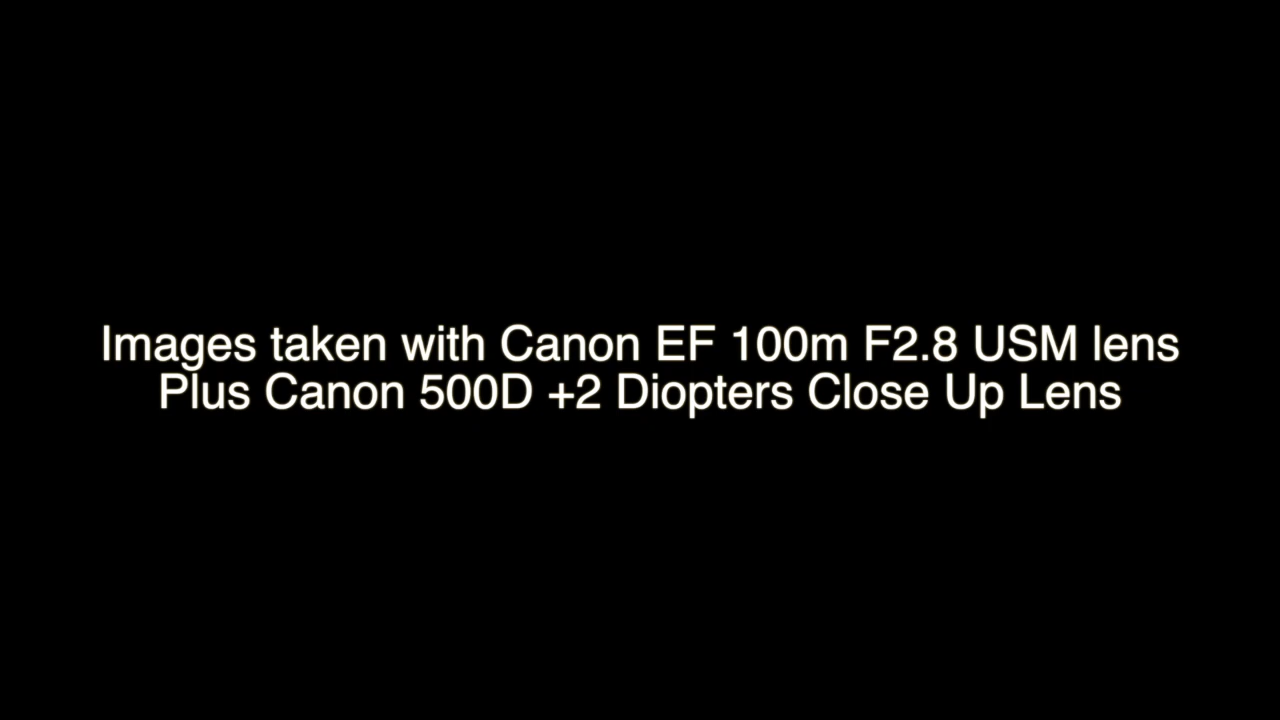 Images taken with Canon EF 100m F2.8 USM lens
Plus Canon 500D +2 Diopters Close Up Lens